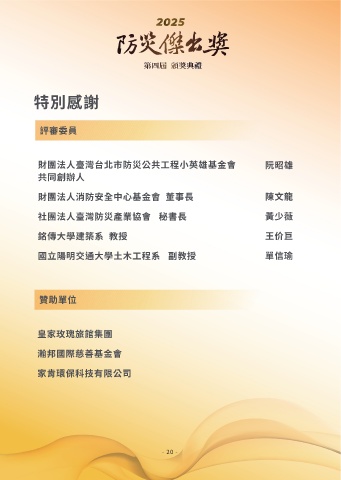 2025
防災傑出獎
第四屆 頒獎典禮
特別感謝
評審委員
財團法人臺灣台北市防災公共工程小英雄基金會 阮昭雄
共同創辦人
財團法人消防安全中心基金會 董事長 陳文龍
社團法人臺灣防災產業協會 秘書長 黃少薇
銘傳大學建築系 教授 王价巨
國立陽明交通大學土木工程系 副教授 單信瑜
贊助單位
皇家玫瑰旅館集團
瀚邦國際慈善基金會
家肯環保科技有限公司
- 20 -